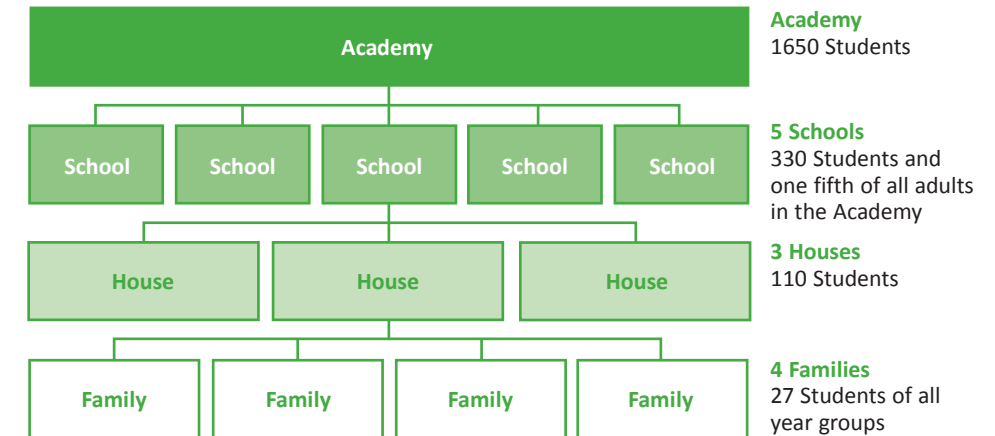 Academy
Academy
1650 Students
School
School
School
School
School
5 Schools
330 Students and
one fifth of all adults
in the Academy
House
House
House
3 Houses
110 Students
Family
Family
Family
Family
4 Families
27 Students of all
year groups